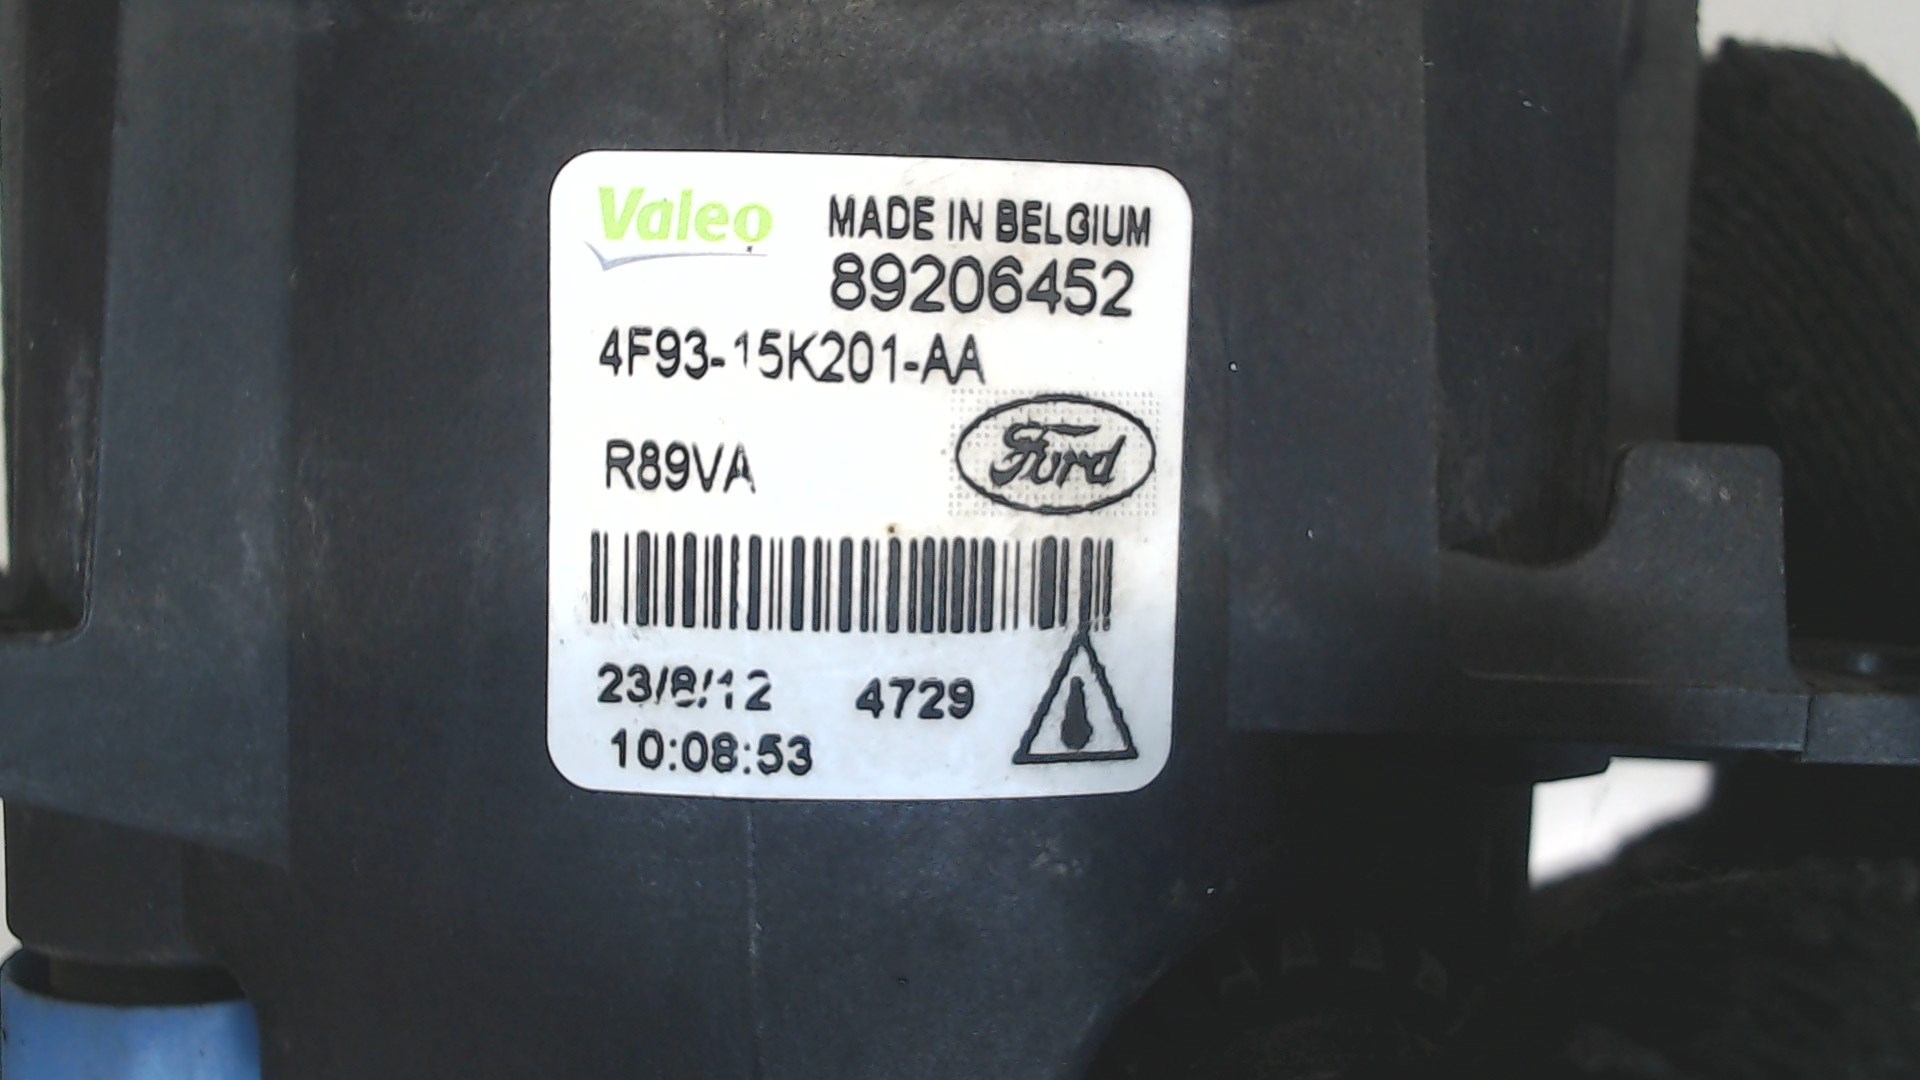 Valeo MADE IN BELGIUM
89206452
4F93-15K201-AA
R89VA
Ford
23/8/12 4729
10:08:53